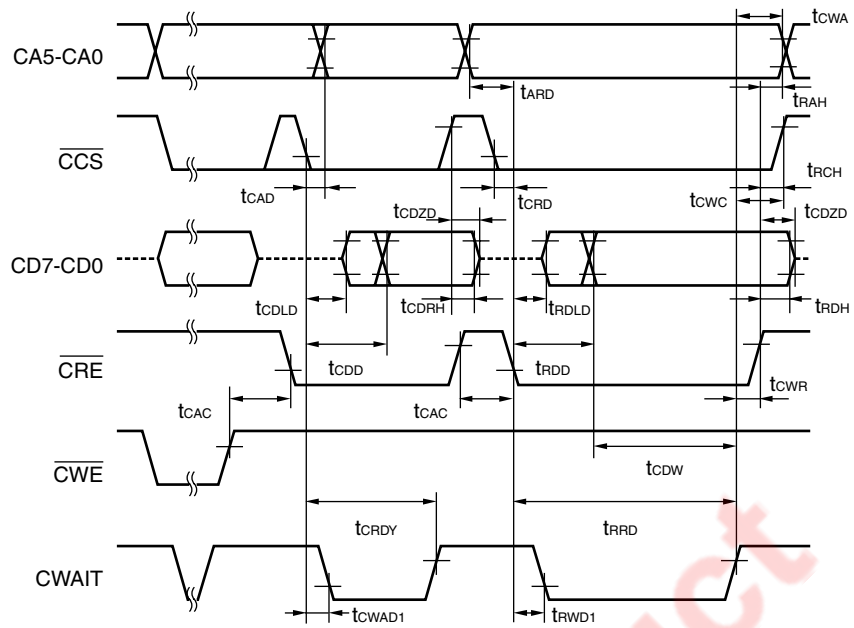 tCWA
CA5-CA0
tARD
tRAH
CCS
tRCH
tCAD
tCRD
tCWC
tCDZD
tCDZD
CD7-CD0
tCDLD
tCDRH
tRDLD
tRDH
CRE
tCDD
tRDD
tCWR
tCAC
tCAC
CWE
tCDW
tCRDY
tRRD
CWAIT
tCWAD1
tRWD1